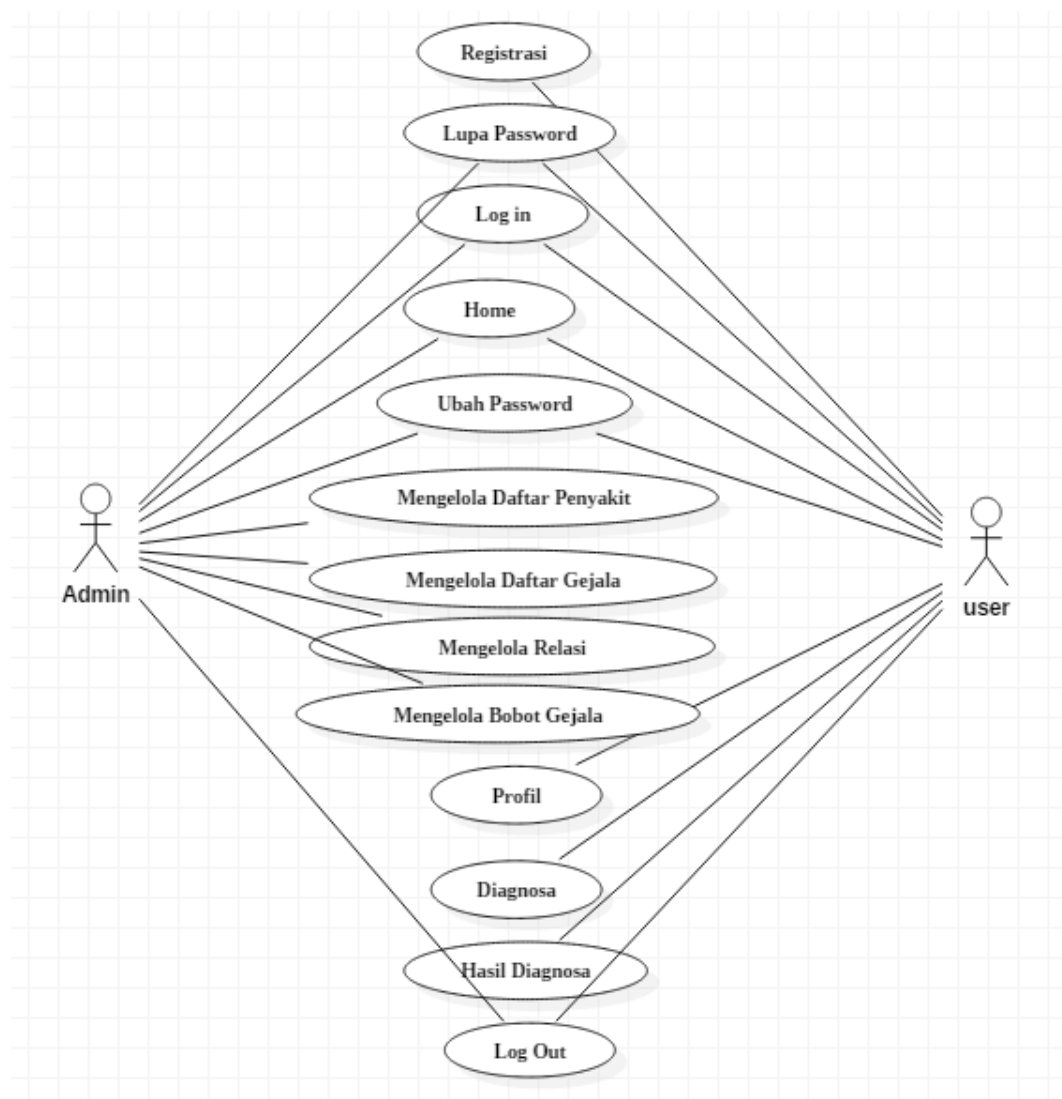 Registrasi
Lupa Password
Log in
Home
Ubah Password
Mengelola Daftar Penyakit
Mengelola Daftar Gejala
Admin
user
Mengelola Relasi
Mengelola Bobot Gejala
Profil
Diagnosa
Hasil Diagnosa
Log Out